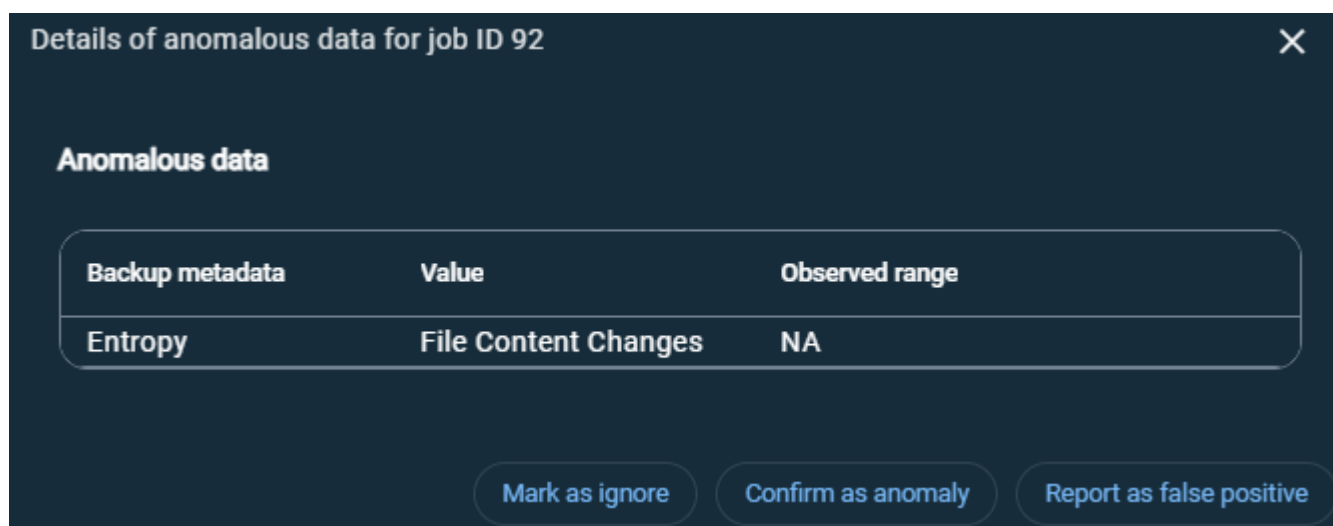 Details of anomalous data for job ID 92
Anomalous data
Backup metadata Value Observed range
Entropy File Content Changes NA
Mark as ignore Confirm as anomaly Report as false positive